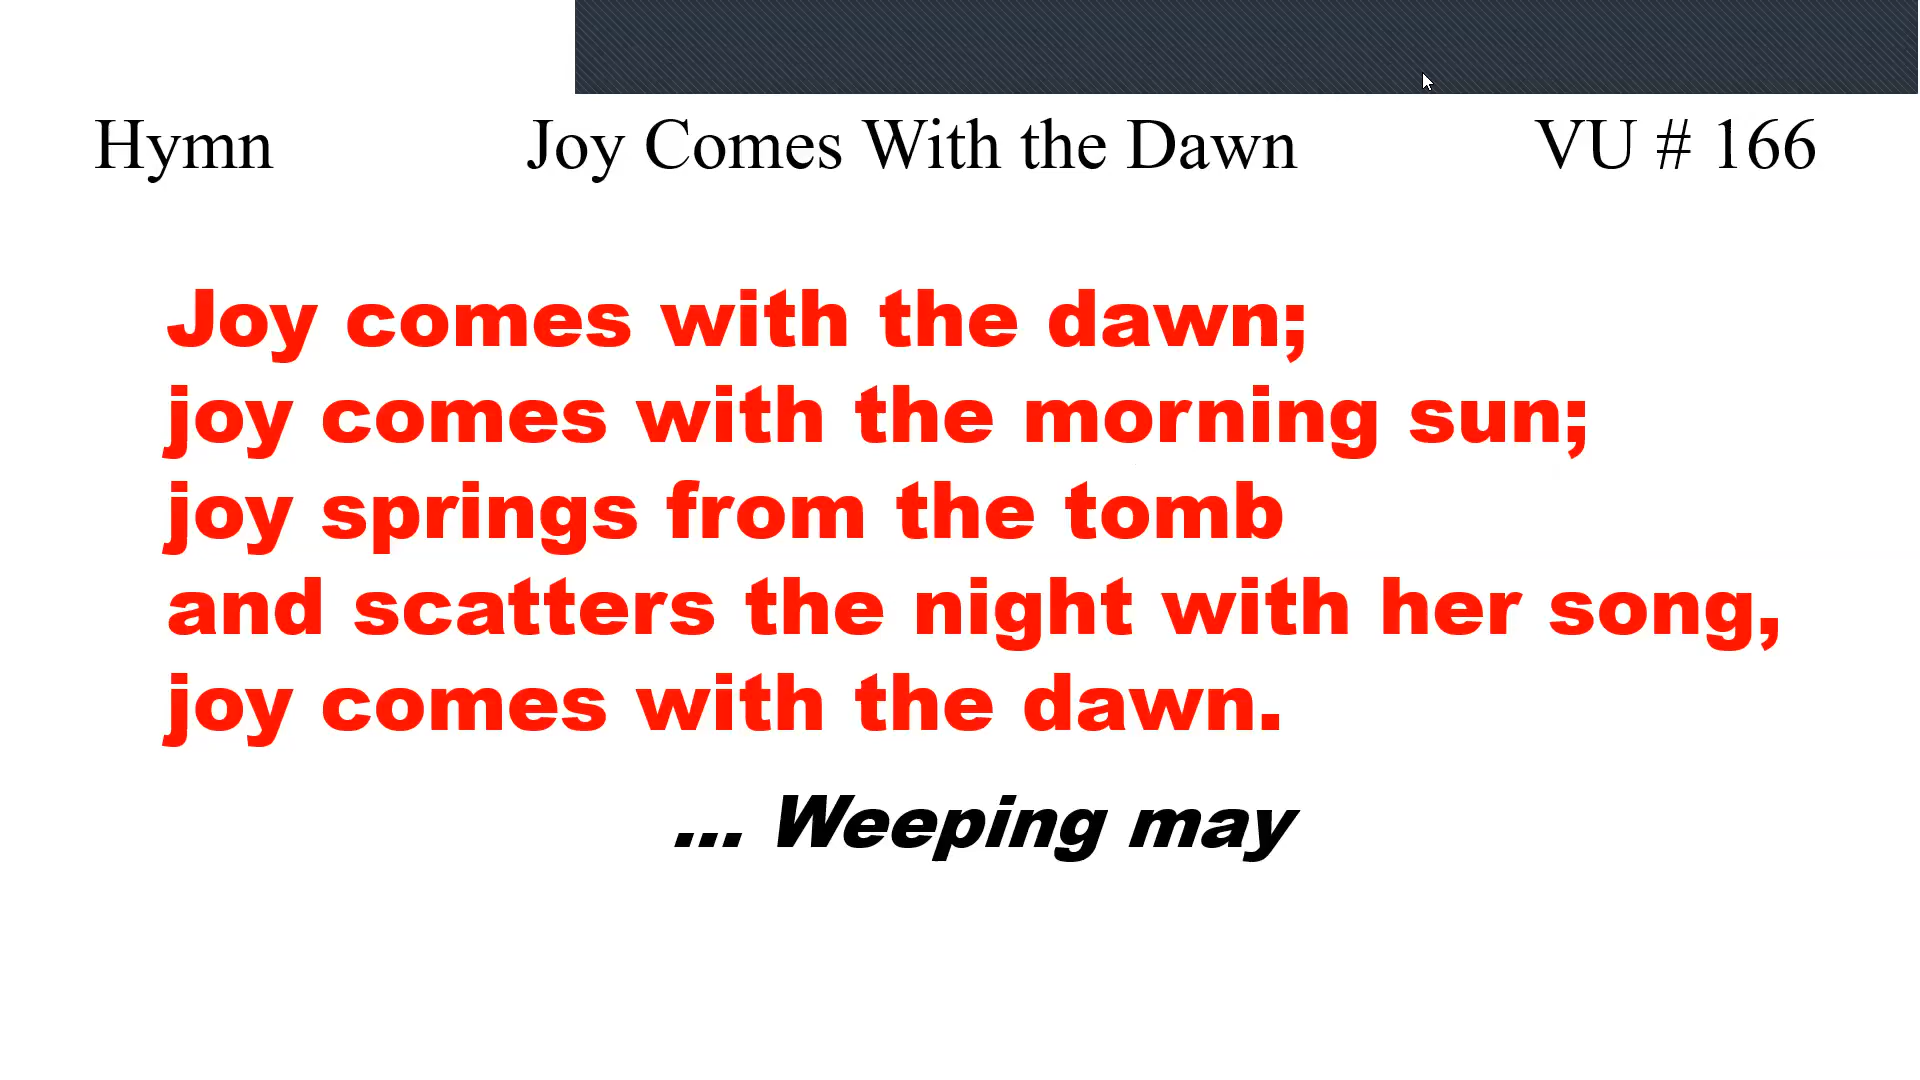 Hymn Joy Comes With the Dawn VU # 166
Joy comes with the dawn;
joy comes with the morning sun;
joy springs from the tomb
and scatters the night with her song,
joy comes with the dawn.
... Weeping may